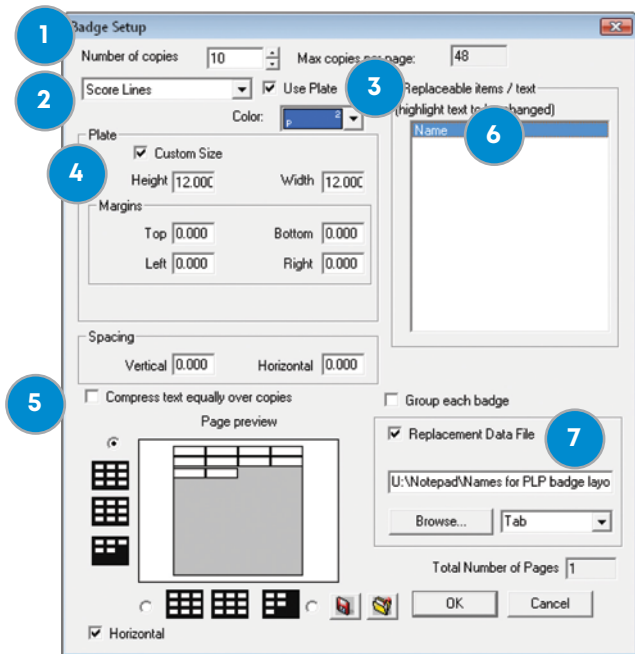 1
Badge Setup
Number of copies 10 Max copies per page: 48
2
Score Lines Use Plate 3 Replaceable items / text
(highlight text to be changed)
Color: P 2
Name 6
Plate
4
Custom Size
Height 12.000 Width 12.000
Margins
Top 0.000 Bottom 0.000
Left 0.000 Right 0.000
Spacing
Vertical 0.000 Horizontal 0.000
5
Compress text equally over copies Group each badge
Page preview
Replacement Data File 7
U:\Notepad\Names for PLP badge layo
Browse... Tab
Total Number of Pages 1
OK Cancel
Horizontal